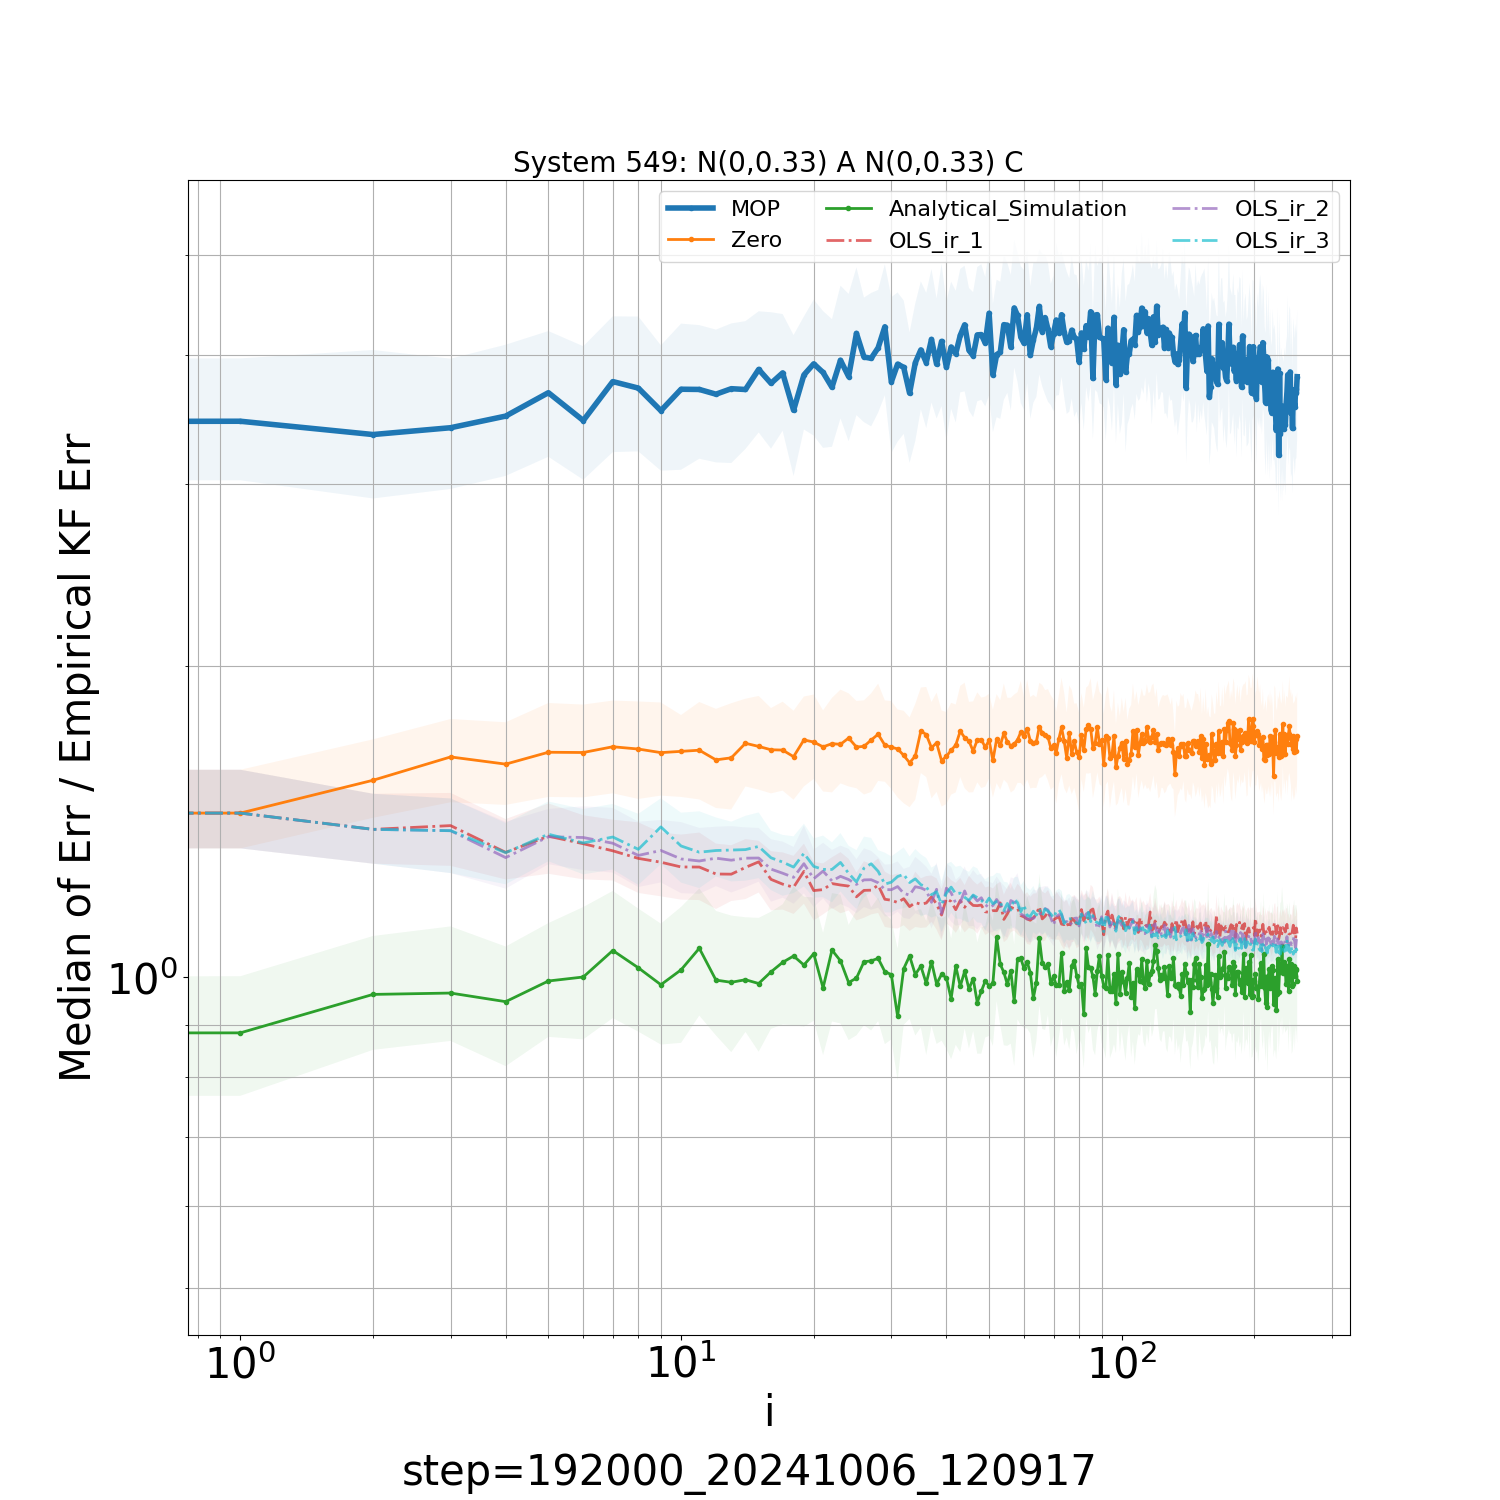 System 549: N(0,0.33) A N(0,0.33) C
MOP
Zero
Analytical_Simulation
OLS_ir_1
OLS_ir_2
OLS_ir_3
Median of Err / Empirical KF Err
10⁰
10⁰ 10¹ 10²
i
step=192000_20241006_120917